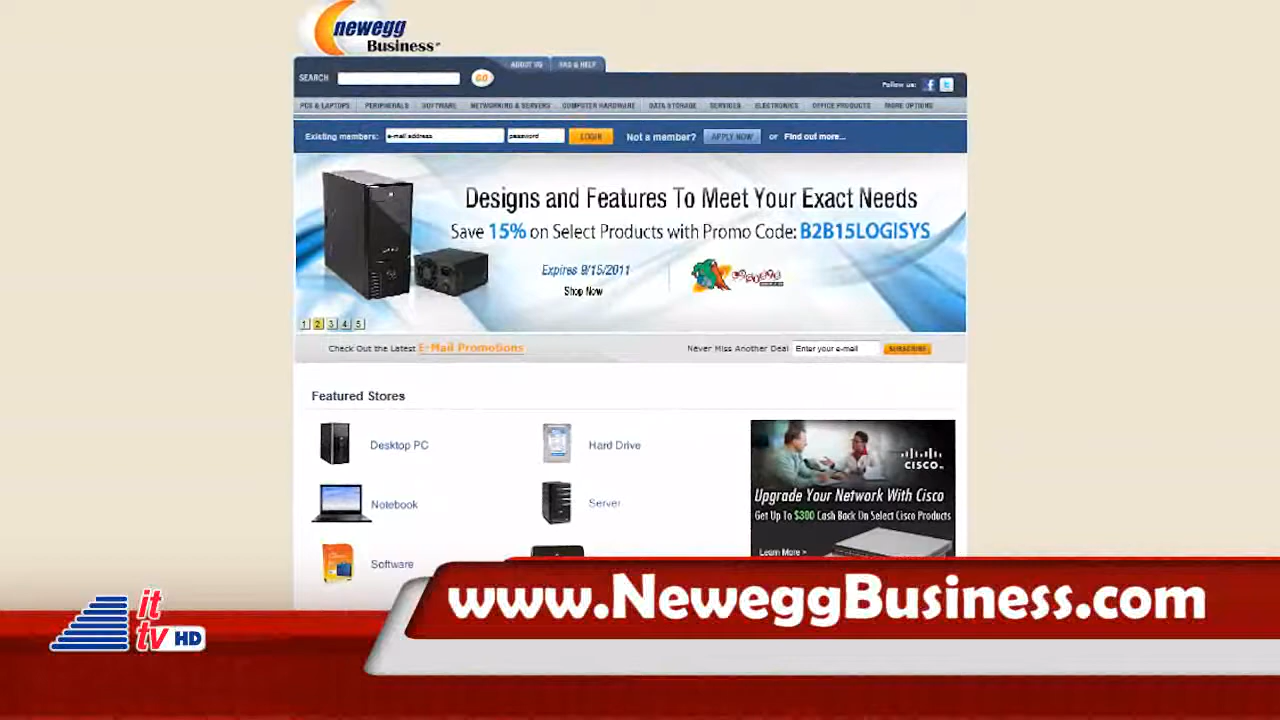 newegg
Business
ABOUT US
FAQ & HELP
SEARCH
GO
Follow us:
PCS & LAPTOPS
PERIPHERALS
SOFTWARE
NETWORKING & SERVERS
COMPUTER HARDWARE
DATA STORAGE
SERVICES
ELECTRONICS
OFFICE PRODUCTS
MORE OPTIONS
Existing members: e-mail address password LOGIN Not a member? APPLY NOW or Find out more...
Designs and Features To Meet Your Exact Needs
Save 15% on Select Products with Promo Code: B2B15LOGISYS
Expires 9/15/2011
Shop Now
1 2 3 4 5
Check Out the Latest E-Mail Promotions
Never Miss Another Deal Enter your e-mail SUBSCRIBE
Featured Stores
Desktop PC
Hard Drive
Notebook
Server
Software
CISCO
Upgrade Your Network With Cisco
Get Up To $300 Cash Back On Select Cisco Products
Learn More >
www.NeweggBusiness.com
it
tv HD